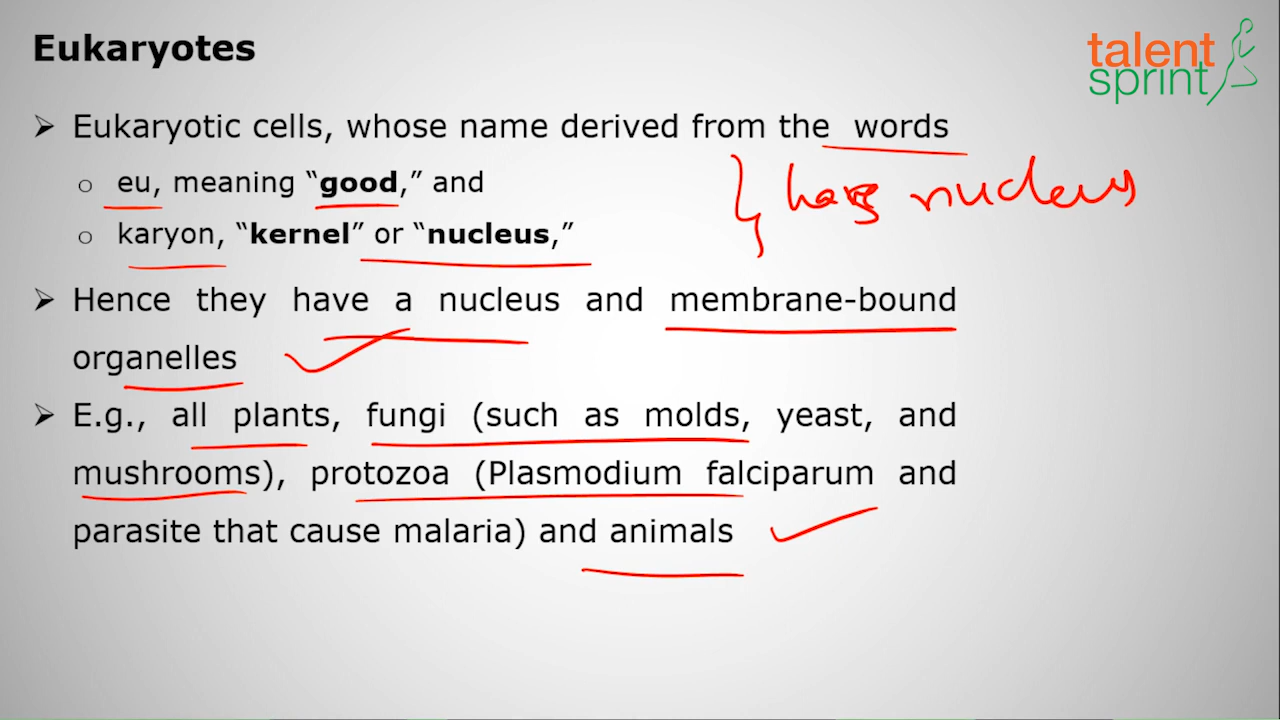 Eukaryotes
talent
sprint
➢ Eukaryotic cells, whose name derived from the words
o eu, meaning “good,” and
o karyon, “kernel” or “nucleus,”
nucleus
➢ Hence they have a nucleus and membrane-bound
organelles
➢ E.g., all plants, fungi (such as molds, yeast, and
mushrooms), protozoa (Plasmodium falciparum and
parasite that cause malaria) and animals